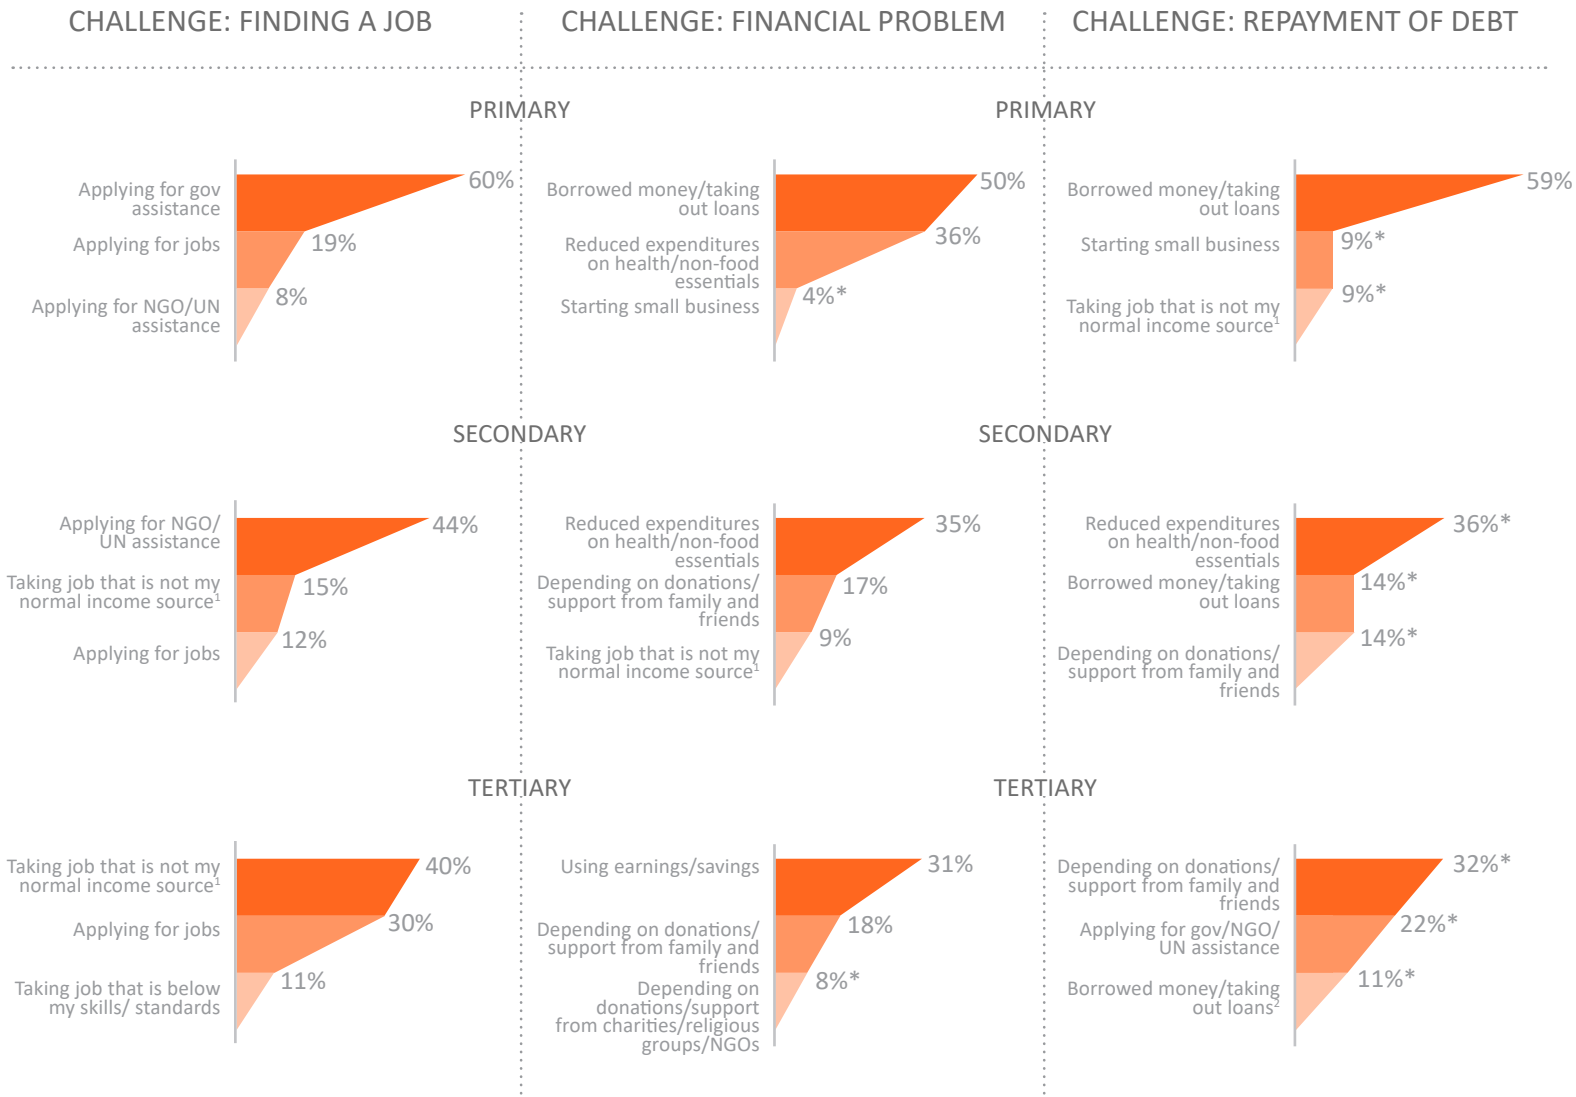 CHALLENGE: FINDING A JOB
CHALLENGE: FINANCIAL PROBLEM
CHALLENGE: REPAYMENT OF DEBT
PRIMARY
PRIMARY
Applying for gov
assistance
60%
Applying for jobs
19%
Applying for NGO/UN
assistance
8%
Borrowed money/taking
out loans
50%
Reduced expenditures
on health/non-food
essentials
36%
Starting small business
4%*
Borrowed money/taking
out loans
59%
Starting small business
9%*
Taking job that is not my
normal income source¹
9%*
SECONDARY
SECONDARY
Applying for NGO/
UN assistance
44%
Taking job that is not my
normal income source¹
15%
Applying for jobs
12%
Reduced expenditures
on health/non-food
essentials
35%
Depending on donations/
support from family and
friends
17%
Taking job that is not my
normal income source¹
9%
Reduced expenditures
on health/non-food
essentials
36%*
Borrowed money/taking
out loans
14%*
Depending on donations/
support from family and
friends
14%*
TERTIARY
TERTIARY
Taking job that is not my
normal income source¹
40%
Applying for jobs
30%
Taking job that is below
my skills/ standards
11%
Using earnings/savings
31%
Depending on donations/
support from family and
friends
18%
Depending on
donations/support
from charities/religious
groups/NGOs
8%*
Depending on donations/
support from family and
friends
32%*
Applying for gov/NGO/
UN assistance
22%*
Borrowed money/taking
out loans²
11%*